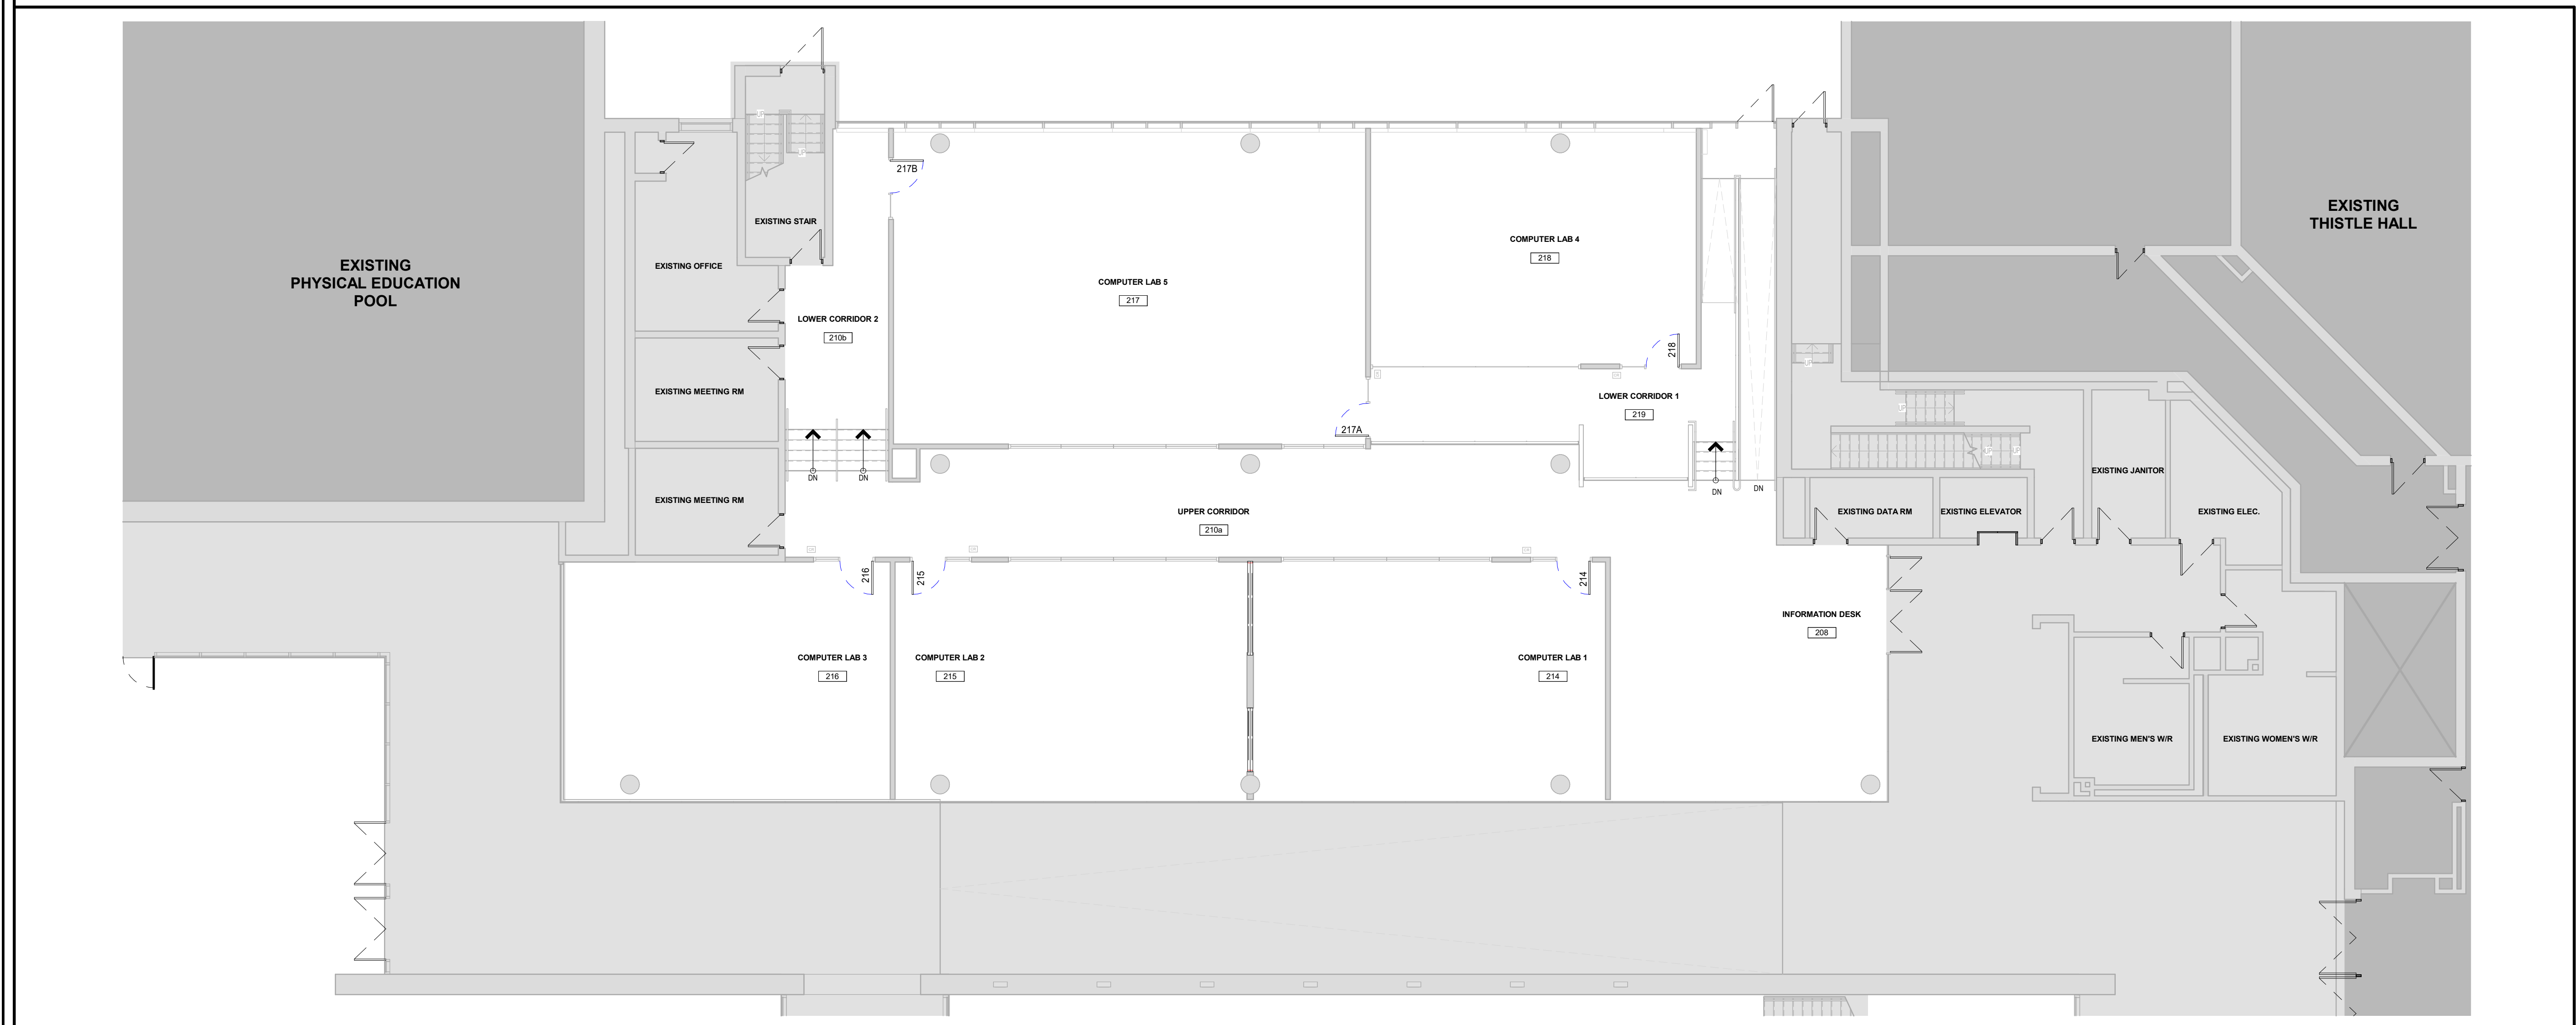 EXISTING
PHYSICAL EDUCATION
POOL
EXISTING STAIR
EXISTING OFFICE
EXISTING MEETING RM
EXISTING MEETING RM
LOWER CORRIDOR 2
210b
DN
DN
217B
COMPUTER LAB 5
217
217A
COMPUTER LAB 4
218
218
LOWER CORRIDOR 1
219
DN
DN
UPPER CORRIDOR
210a
EXISTING
THISTLE HALL
EXISTING JANITOR
EXISTING DATA RM
EXISTING ELEVATOR
EXISTING ELEC.
216
215
214
COMPUTER LAB 3
216
COMPUTER LAB 2
215
COMPUTER LAB 1
214
INFORMATION DESK
208
EXISTING MEN'S W/R
EXISTING WOMEN'S W/R